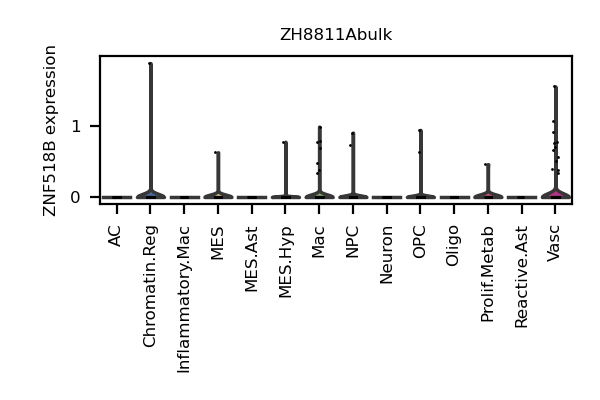 ZH8811Abulk
ZNF518B expression
1
0
AC
Chromatin.Reg
Inflammatory.Mac
MES
MES.Ast
MES.Hyp
Mac
NPC
Neuron
OPC
Oligo
Prolif.Metab
Reactive.Ast
Vasc